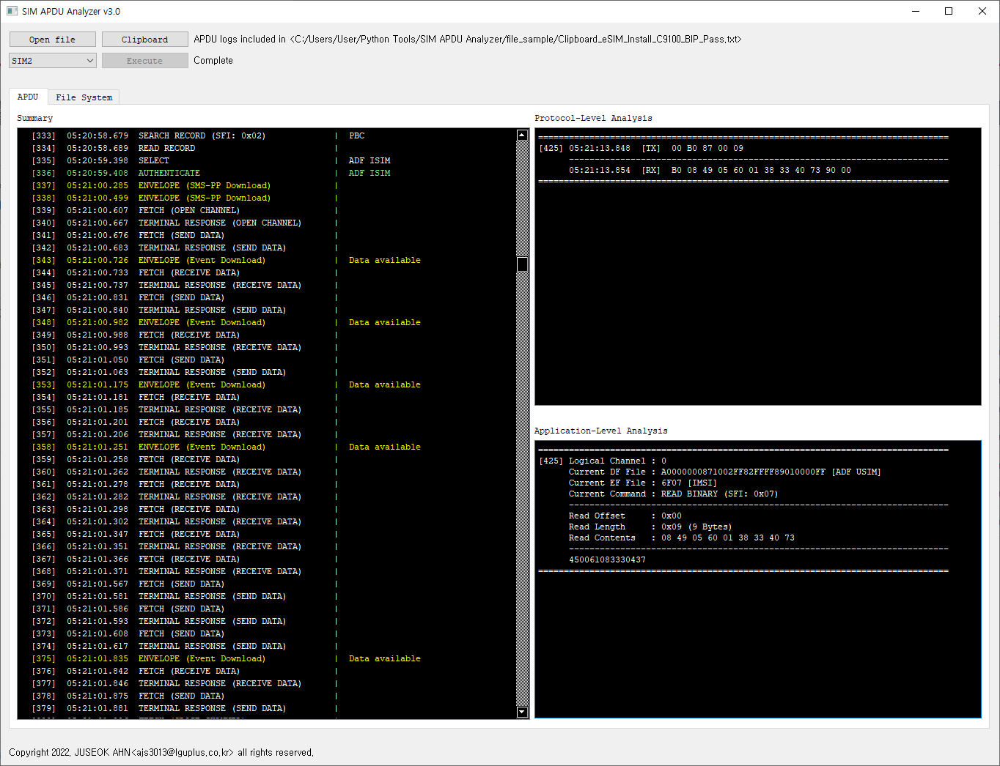 SIM APDU Analyzer v3.0
Open file Clipboard APDU logs included in <C:/Users/User/Python Tools/SIM APDU Analyzer/file_sample/Clipboard_eSIM_Install_C9100_BIP_Pass.txt>
SIM2 Execute Complete
APDU File System
Summary
[333] 05:20:58.679 SEARCH RECORD (SFI: 0x02) | PBC
[334] 05:20:58.689 READ RECORD |
[335] 05:20:59.398 SELECT | ADF ISIM
[336] 05:20:59.408 AUTHENTICATE | ADF ISIM
[337] 05:21:00.285 ENVELOPE (SMS-PP Download) |
[338] 05:21:00.499 ENVELOPE (SMS-PP Download) |
[339] 05:21:00.607 FETCH (OPEN CHANNEL) |
[340] 05:21:00.667 TERMINAL RESPONSE (OPEN CHANNEL) |
[341] 05:21:00.676 FETCH (SEND DATA) |
[342] 05:21:00.683 TERMINAL RESPONSE (SEND DATA) |
[343] 05:21:00.726 ENVELOPE (Event Download) | Data available
[344] 05:21:00.733 FETCH (RECEIVE DATA) |
[345] 05:21:00.737 TERMINAL RESPONSE (RECEIVE DATA) |
[346] 05:21:00.831 FETCH (SEND DATA) |
[347] 05:21:00.840 TERMINAL RESPONSE (SEND DATA) |
[348] 05:21:00.982 ENVELOPE (Event Download) | Data available
[349] 05:21:00.988 FETCH (RECEIVE DATA) |
[350] 05:21:00.993 TERMINAL RESPONSE (RECEIVE DATA) |
[351] 05:21:01.050 FETCH (SEND DATA) |
[352] 05:21:01.063 TERMINAL RESPONSE (SEND DATA) |
[353] 05:21:01.175 ENVELOPE (Event Download) | Data available
[354] 05:21:01.181 FETCH (RECEIVE DATA) |
[355] 05:21:01.185 TERMINAL RESPONSE (RECEIVE DATA) |
[356] 05:21:01.201 FETCH (RECEIVE DATA) |
[357] 05:21:01.206 TERMINAL RESPONSE (RECEIVE DATA) |
[358] 05:21:01.251 ENVELOPE (Event Download) | Data available
[359] 05:21:01.258 FETCH (RECEIVE DATA) |
[360] 05:21:01.262 TERMINAL RESPONSE (RECEIVE DATA) |
[361] 05:21:01.278 FETCH (RECEIVE DATA) |
[362] 05:21:01.282 TERMINAL RESPONSE (RECEIVE DATA) |
[363] 05:21:01.298 FETCH (RECEIVE DATA) |
[364] 05:21:01.302 TERMINAL RESPONSE (RECEIVE DATA) |
[365] 05:21:01.347 FETCH (RECEIVE DATA) |
[366] 05:21:01.351 TERMINAL RESPONSE (RECEIVE DATA) |
[367] 05:21:01.366 FETCH (RECEIVE DATA) |
[368] 05:21:01.371 TERMINAL RESPONSE (RECEIVE DATA) |
[369] 05:21:01.567 FETCH (SEND DATA) |
[370] 05:21:01.581 TERMINAL RESPONSE (SEND DATA) |
[371] 05:21:01.586 FETCH (SEND DATA) |
[372] 05:21:01.593 TERMINAL RESPONSE (SEND DATA) |
[373] 05:21:01.608 FETCH (SEND DATA) |
[374] 05:21:01.617 TERMINAL RESPONSE (SEND DATA) |
[375] 05:21:01.835 ENVELOPE (Event Download) | Data available
[376] 05:21:01.842 FETCH (RECEIVE DATA) |
[377] 05:21:01.846 TERMINAL RESPONSE (RECEIVE DATA) |
[378] 05:21:01.875 FETCH (SEND DATA) |
[379] 05:21:01.881 TERMINAL RESPONSE (SEND DATA) |
Protocol-Level Analysis
[425] 05:21:13.848 [TX] 00 B0 87 00 09
05:21:13.854 [RX] B0 08 49 05 60 01 38 33 40 73 90 00
Application-Level Analysis
[425] Logical Channel : 0
Current DF File : A0000000871002FF82FFFF89010000FF [ADF USIM]
Current EF File : 6F07 [IMSI]
Current Command : READ BINARY (SFI: 0x07)
Read Offset : 0x00
Read Length : 0x09 (9 Bytes)
Read Contents : 08 49 05 60 01 38 33 40 73
450061083330437
Copyright 2022. JUSEOK AHN<ajs3013@lguplus.co.kr> all rights reserved.